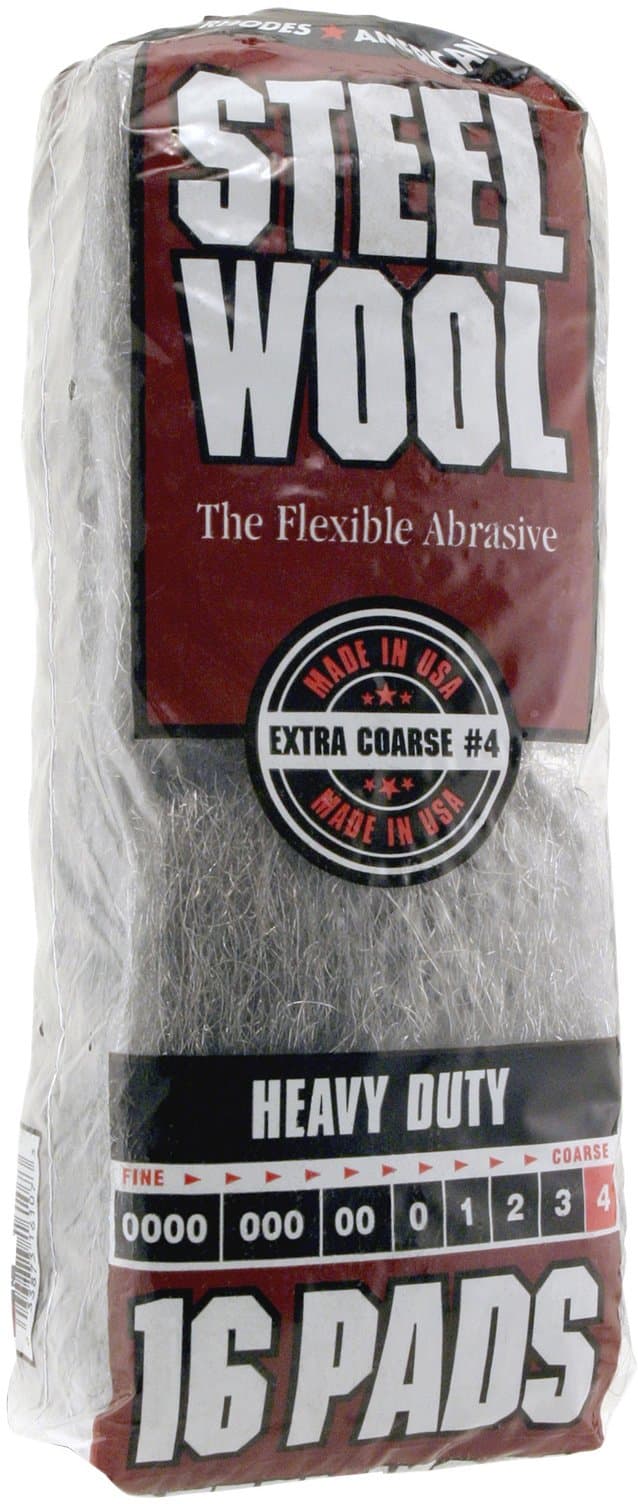 RHODES ★ AMERICAN
STEEL
WOOL
The Flexible Abrasive
MADE IN USA
EXTRA COARSE #4
MADE IN USA
HEAVY DUTY
FINE COARSE
0000 000 00 0 1 2 3 4
16 PADS